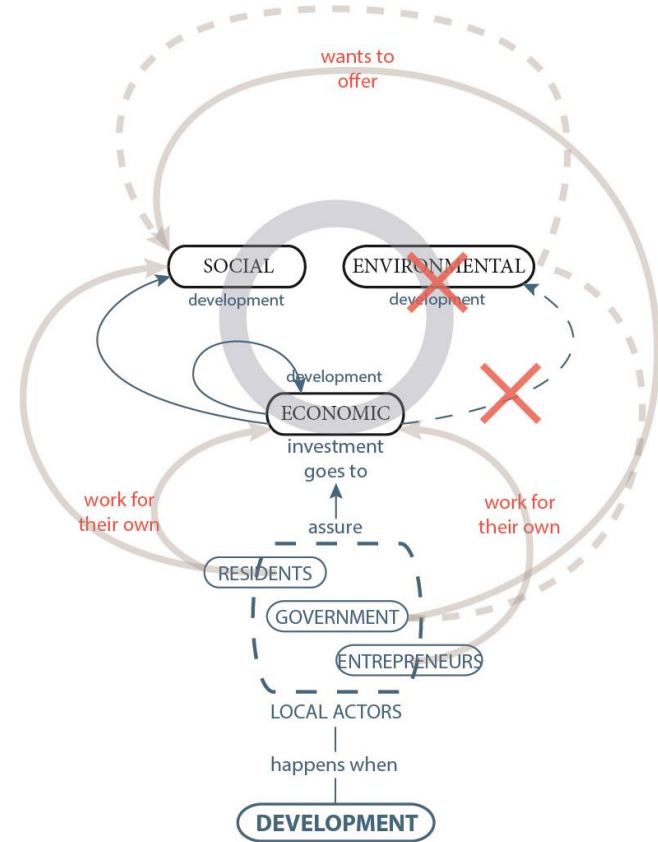 wants to
offer
SOCIAL
ENVIRONMENTAL
development
development
development
ECONOMIC
investment
goes to
work for
their own
work for
their own
assure
RESIDENTS
GOVERNMENT
ENTREPRENEURS
LOCAL ACTORS
happens when
DEVELOPMENT